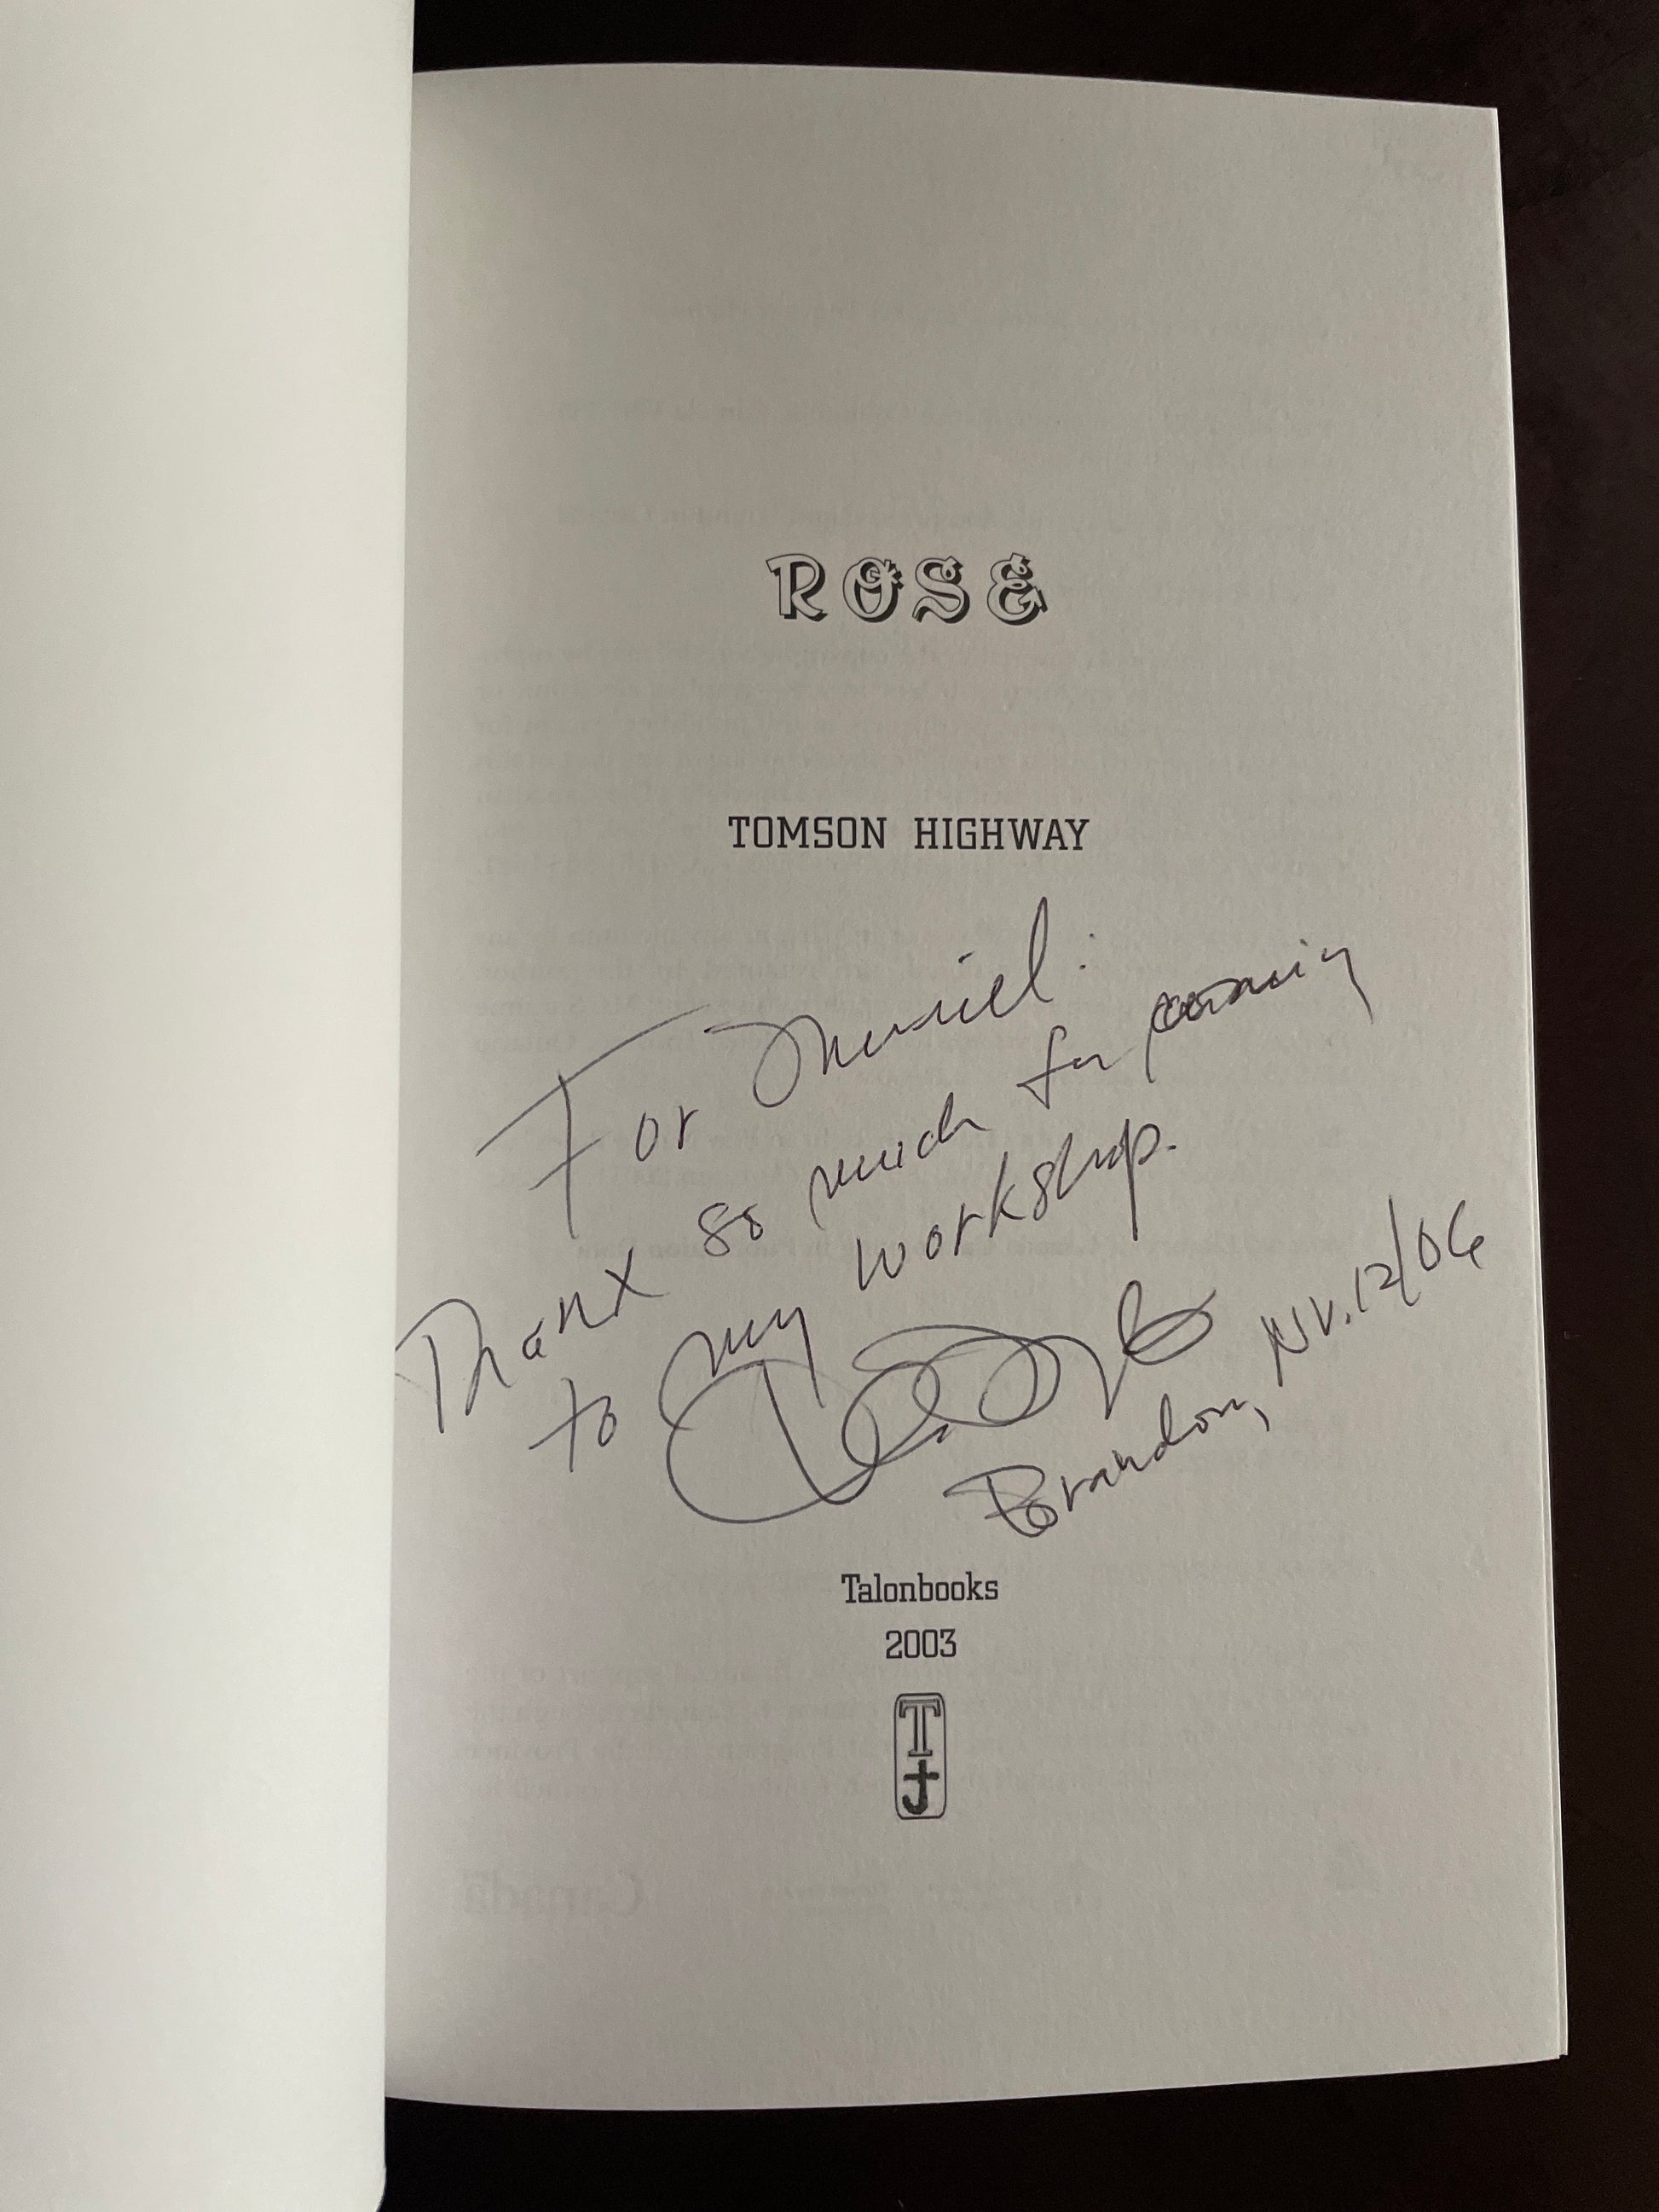 ROSE
TOMSON HIGHWAY
For Muriel:
Thanx so much for coming
to my workshop.
Brandon, Nv. 12/06
Talonbooks
2003
T
Canada